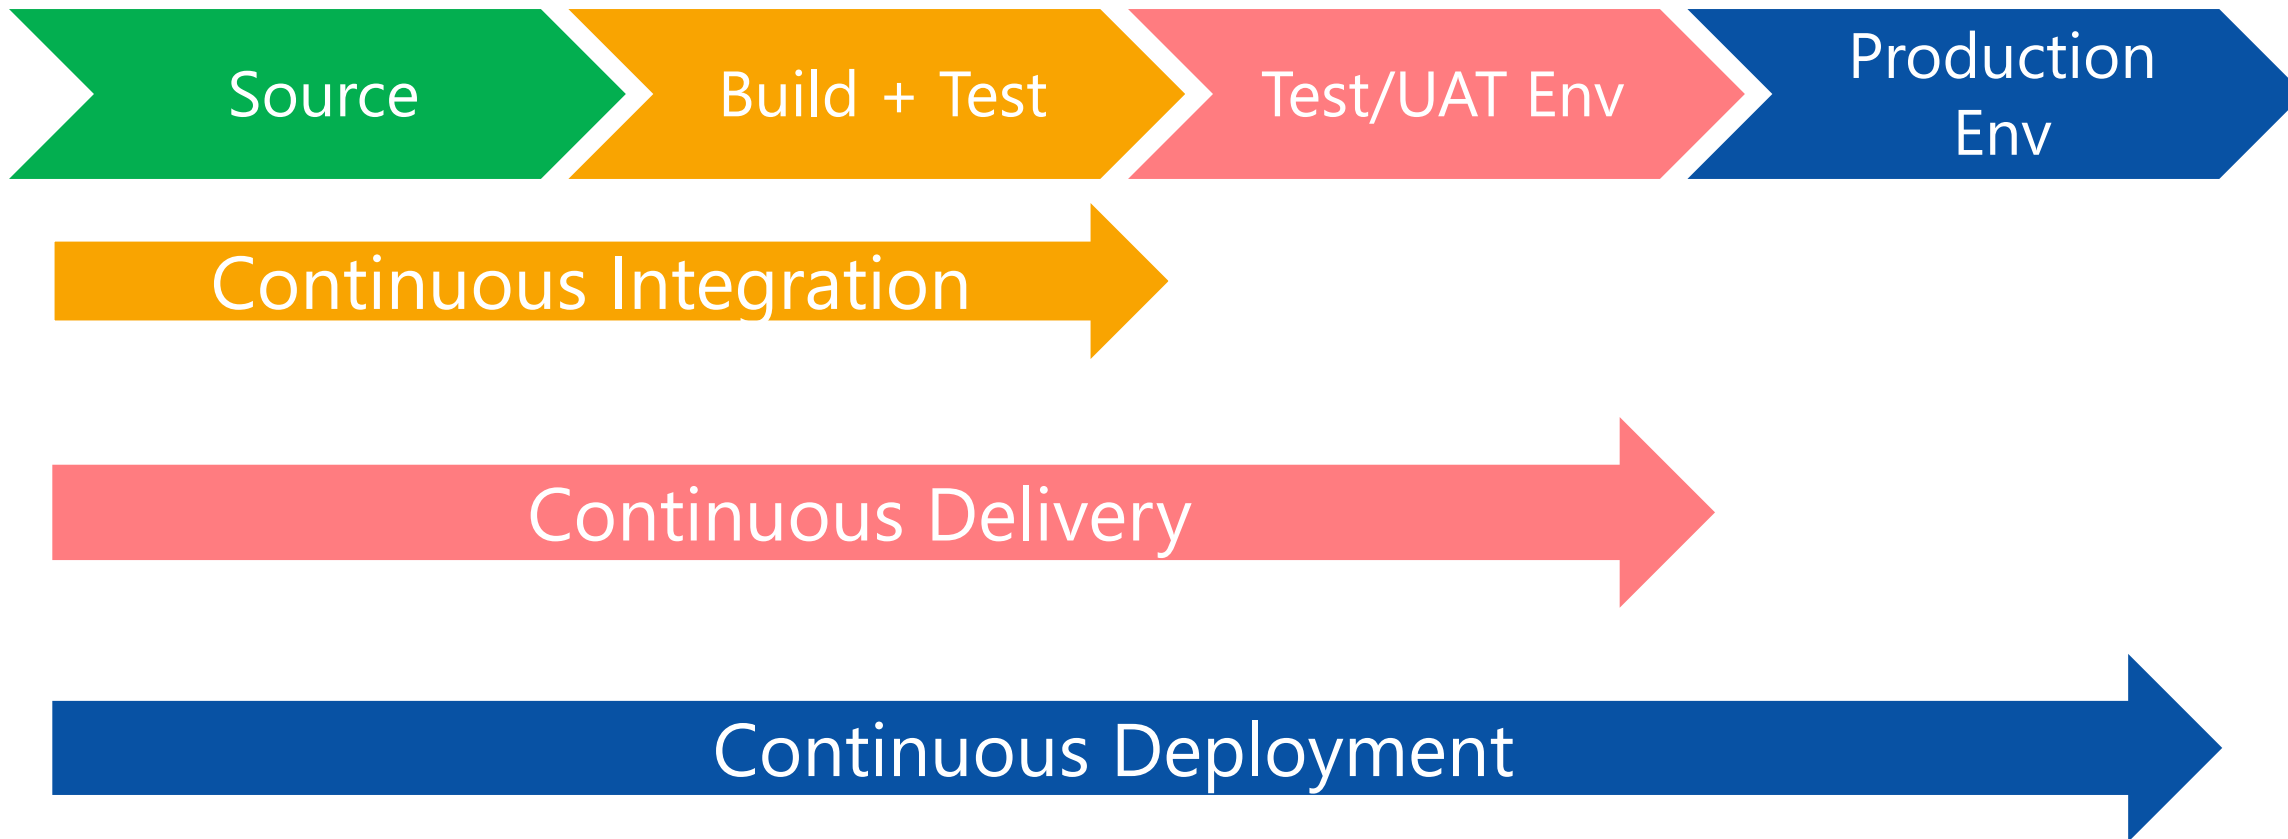 Source
Build + Test
Test/UAT Env
Production
Env
Continuous Integration
Continuous Delivery
Continuous Deployment